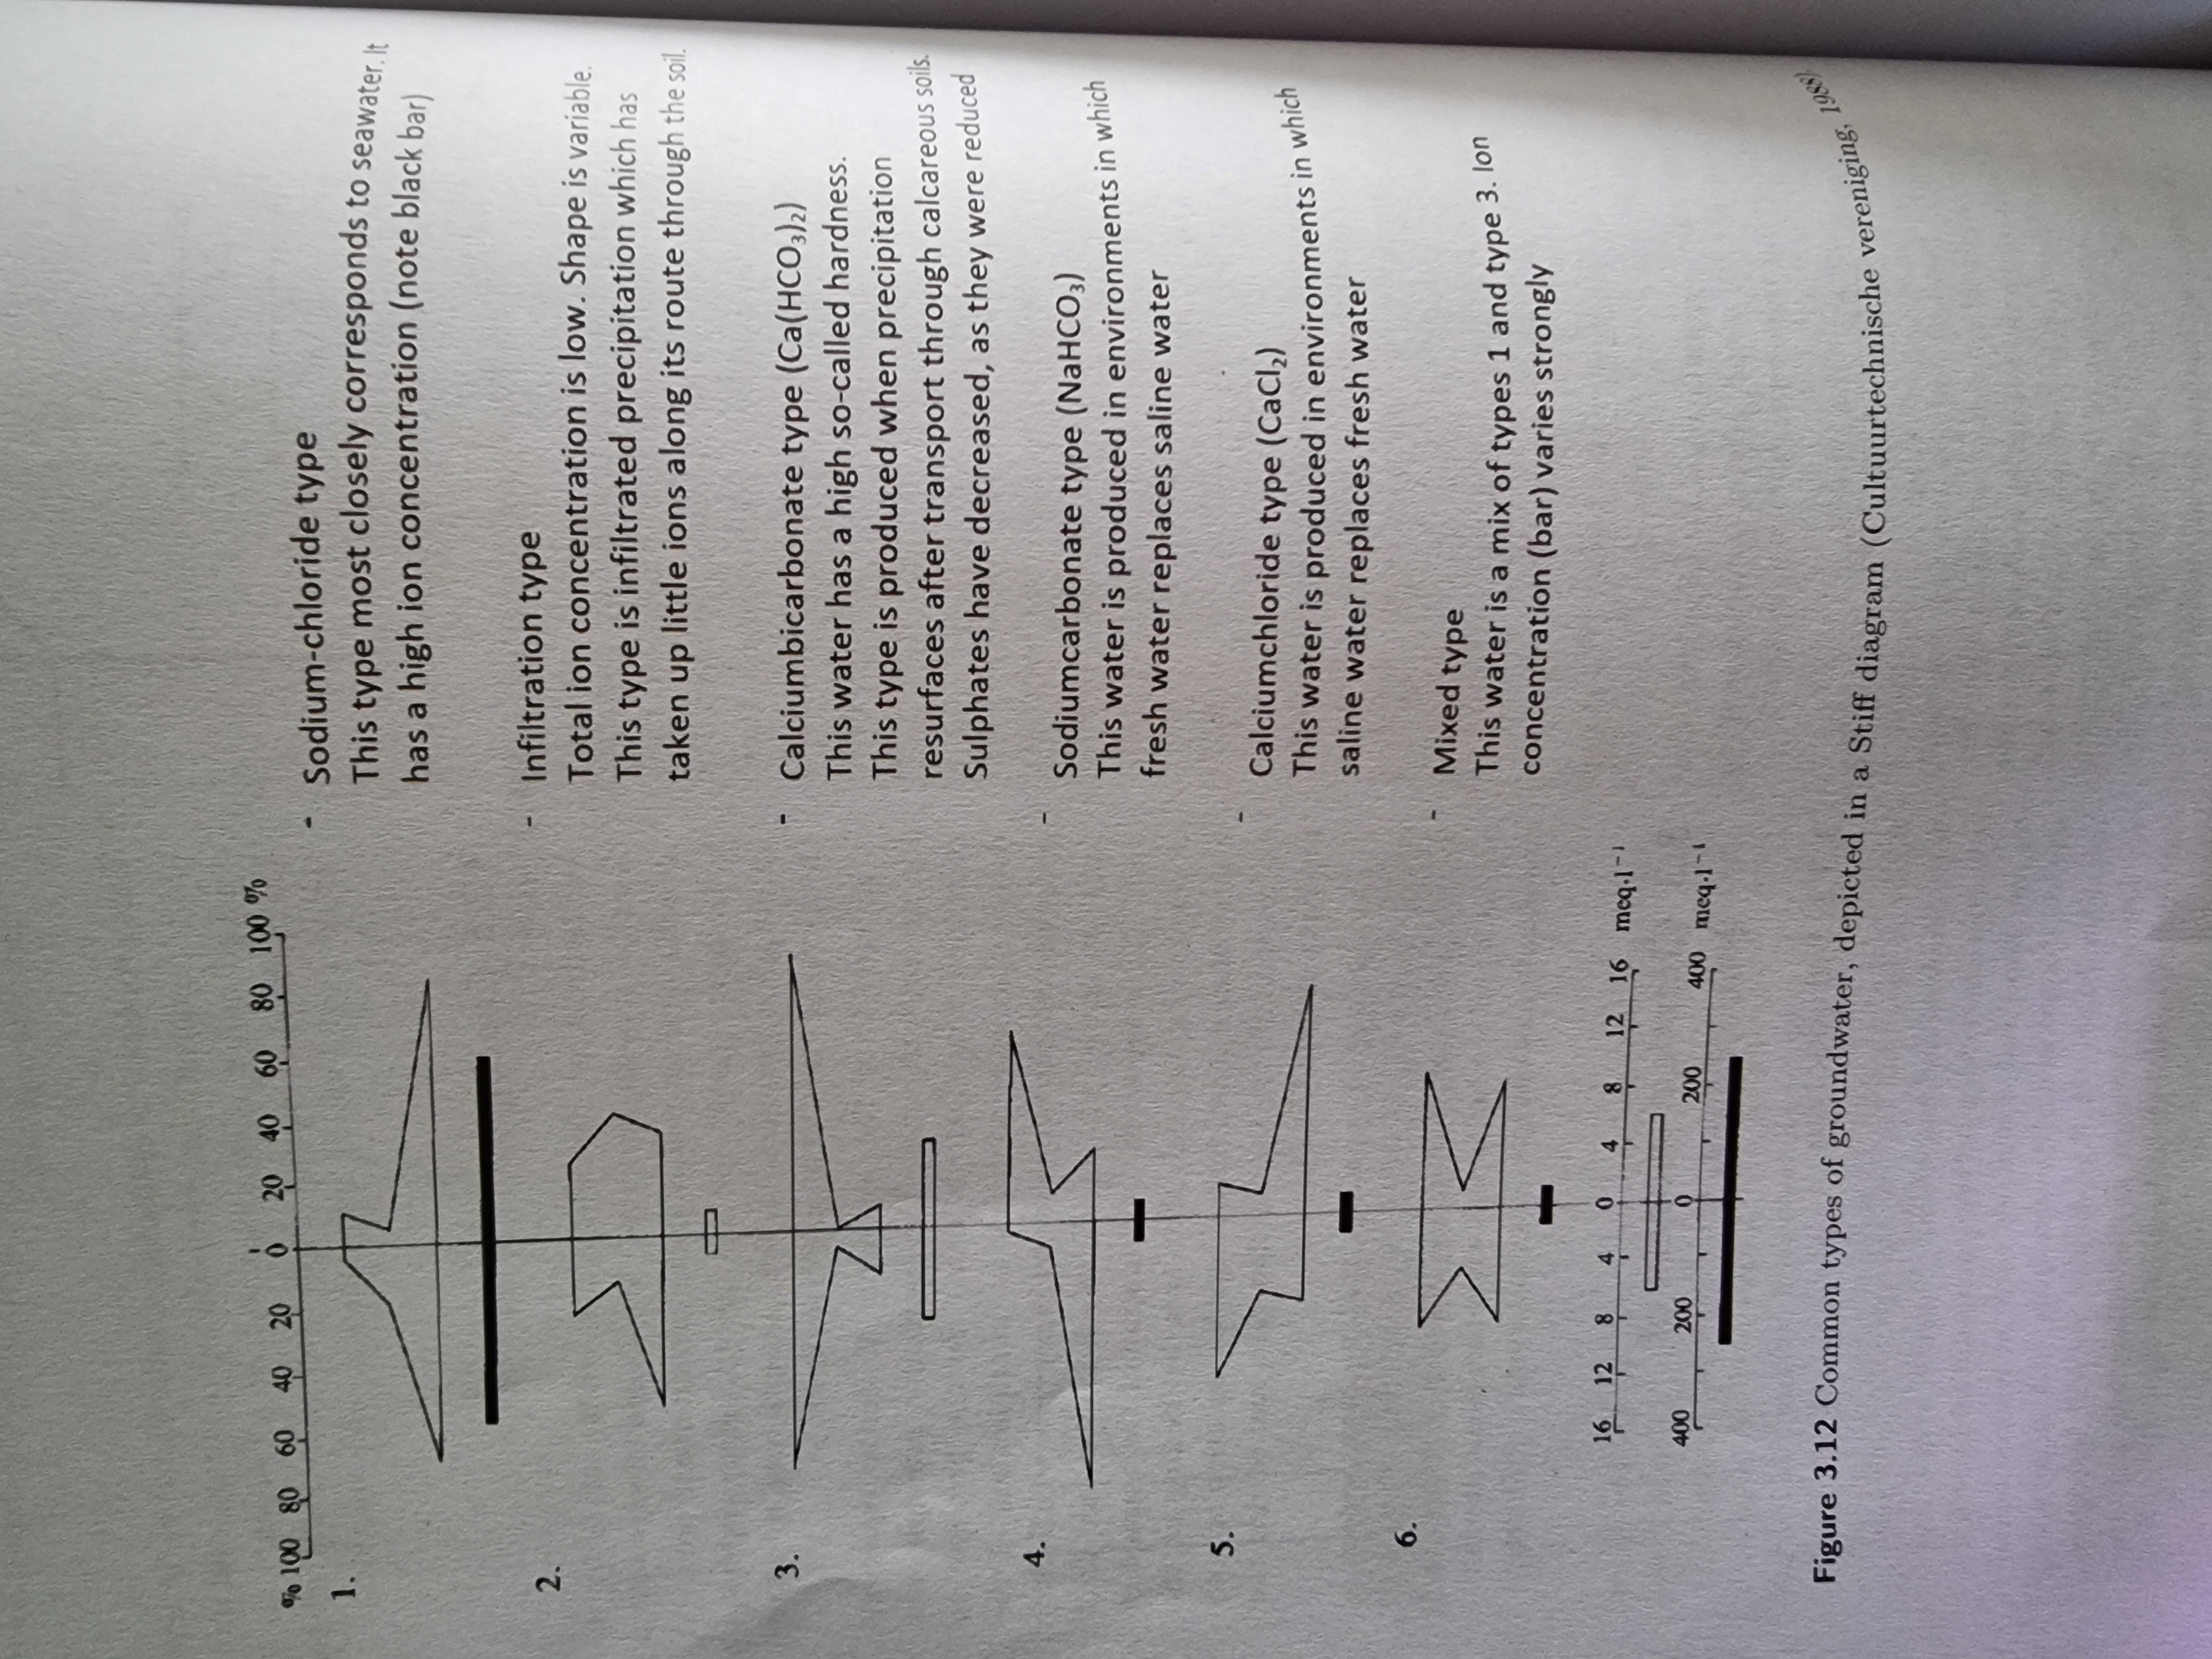 % 100 80 60 40 20 0 20 40 60 80 100 %
1.
- Sodium-chloride type
This type most closely corresponds to seawater. It
has a high ion concentration (note black bar)
2.
- Infiltration type
Total ion concentration is low. Shape is variable.
This type is infiltrated precipitation which has
taken up little ions along its route through the soil.
3.
- Calciumbicarbonate type (Ca(HCO₃)₂)
This water has a high so-called hardness.
This type is produced when precipitation
resurfaces after transport through calcareous soils.
Sulphates have decreased, as they were reduced
4.
- Sodiumcarbonate type (NaHCO₃)
This water is produced in environments in which
fresh water replaces saline water
5.
- Calciumchloride type (CaCl₂)
This water is produced in environments in which
saline water replaces fresh water
6.
- Mixed type
This water is a mix of types 1 and type 3. Ion
concentration (bar) varies strongly
16 12 8 4 0 4 8 12 16 meq·l⁻¹
400 200 0 200 400 meq·l⁻¹
Figure 3.12 Common types of groundwater, depicted in a Stiff diagram (Cultuurtechnische vereniging, 1988).